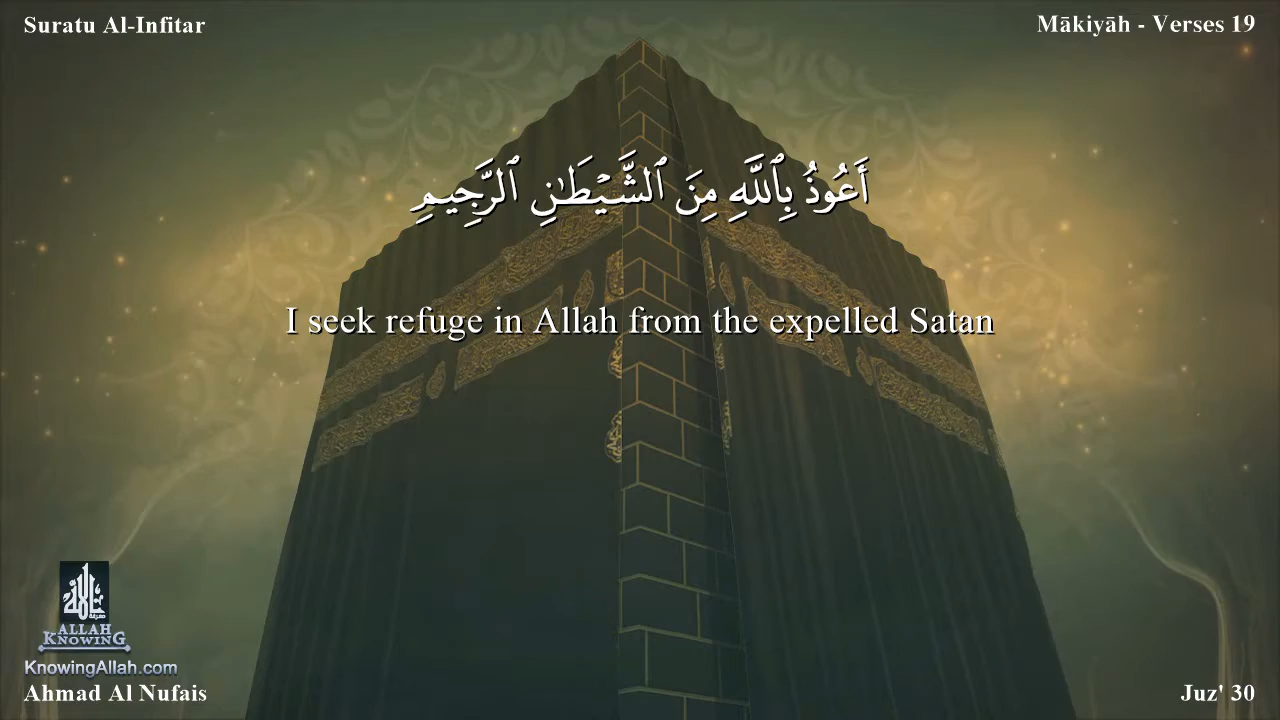 Suratu Al-Infitar
Mākiyāh - Verses 19
أَعُوذُ بِٱللَّهِ مِنَ ٱلشَّيْطَٰنِ ٱلرَّجِيمِ
I seek refuge in Allah from the expelled Satan
ALLAH
KNOWING
KnowingAllah.com
Ahmad Al Nufais
Juz' 30